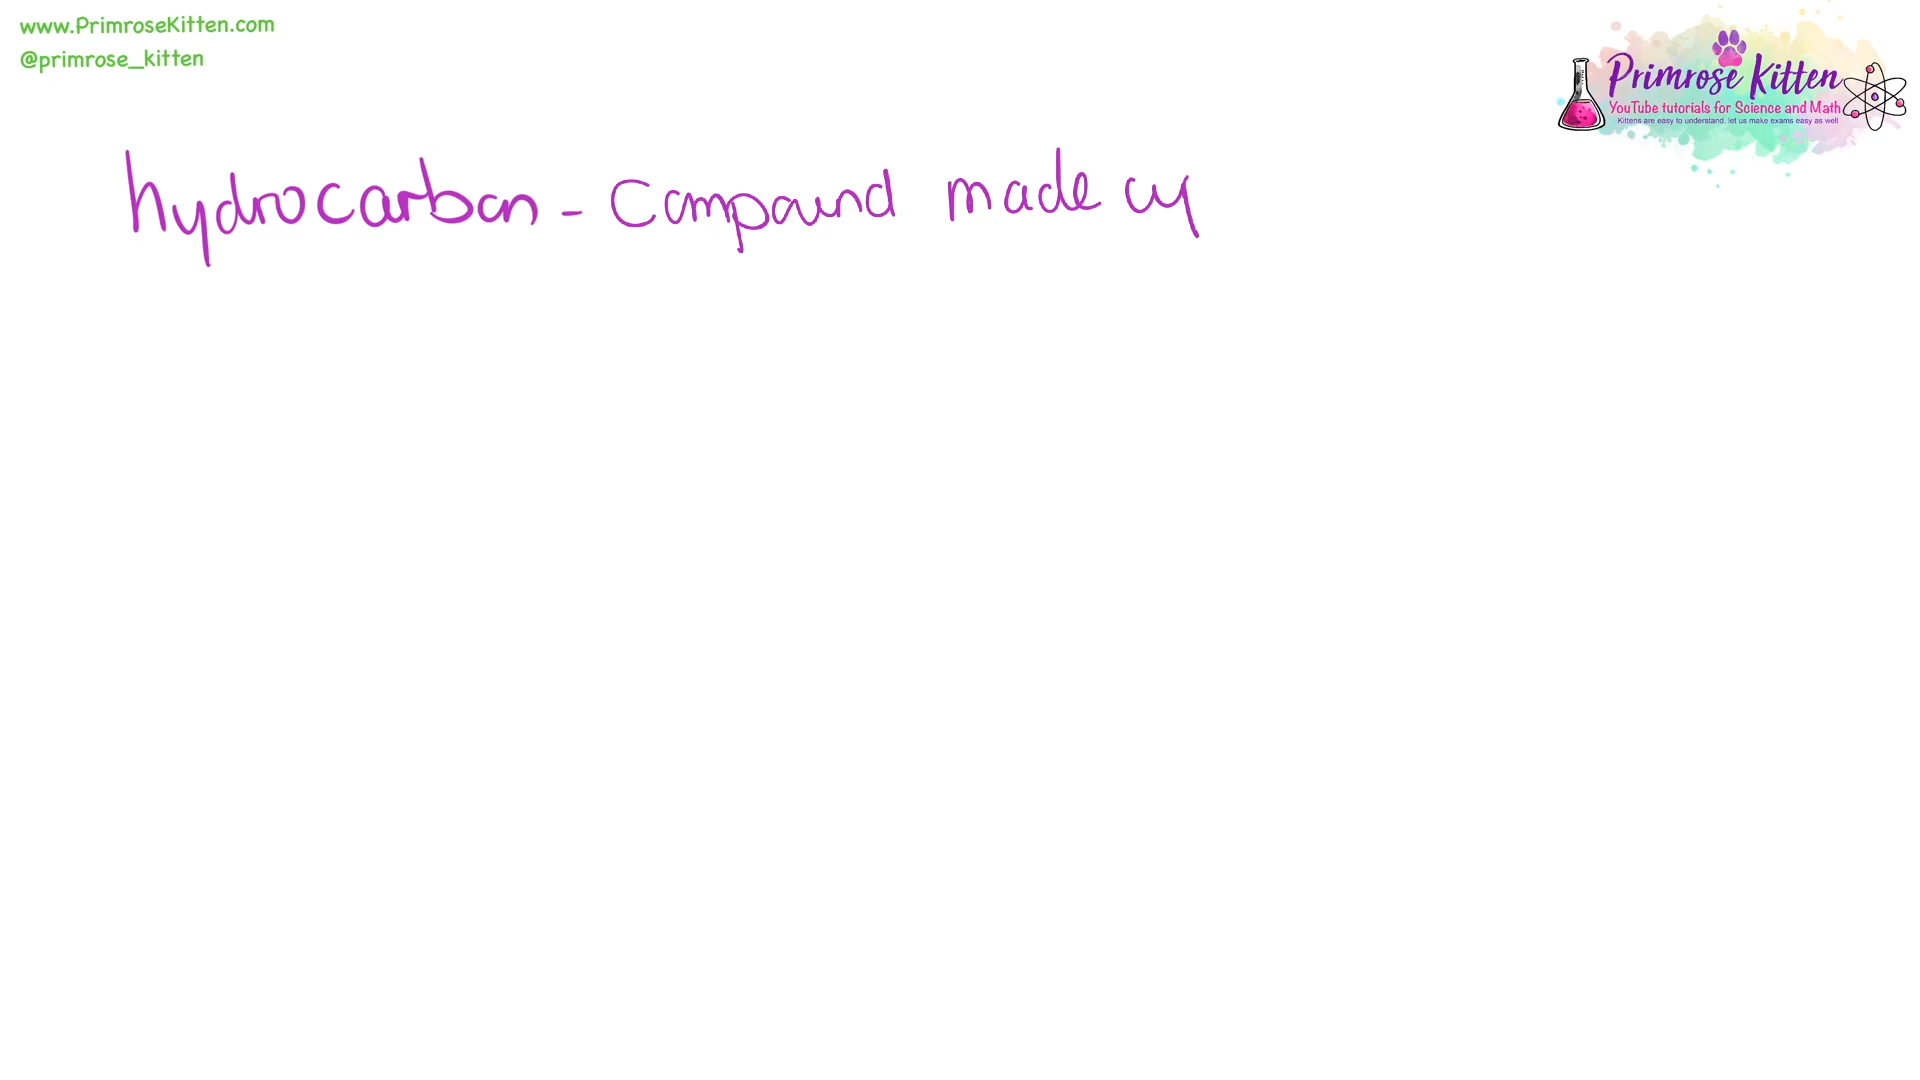 www.PrimroseKitten.com
@primrose_kitten
Primrose Kitten
YouTube tutorials for Science and Math
Kittens are easy to understand, let us make exams easy as well
hydrocarbon - Compound made